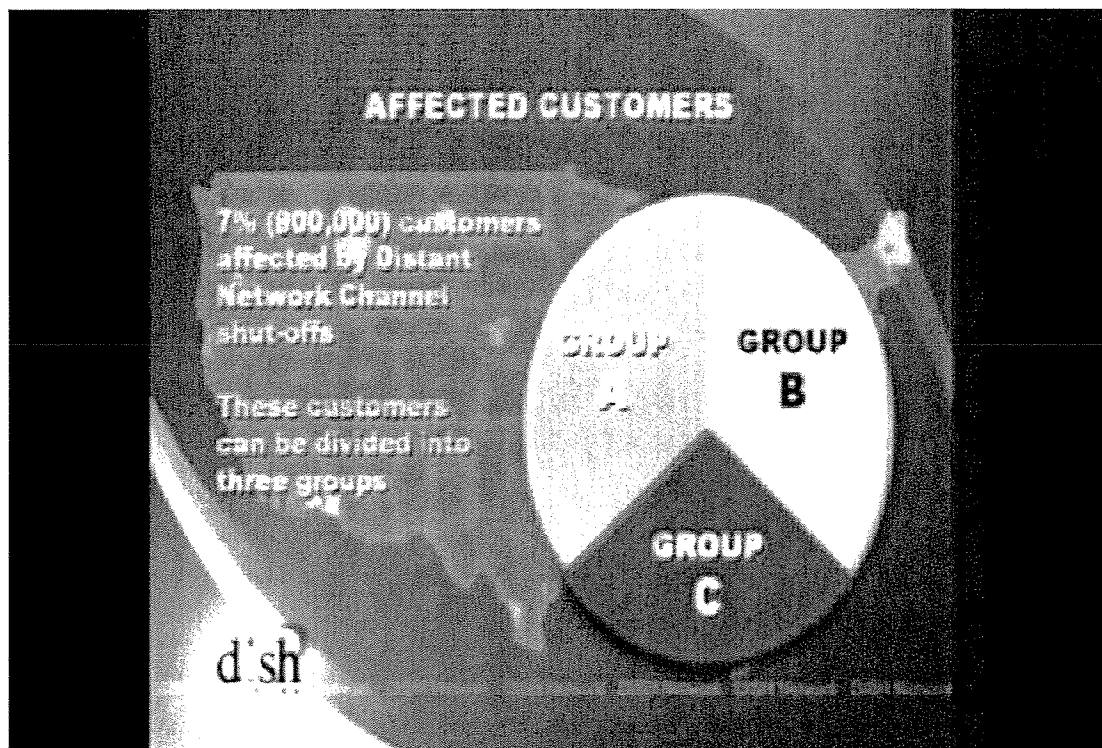 AFFECTED CUSTOMERS
7% (900,000) customers
affected by Distant
Network Channel
shut-offs
These customers
can be divided into
three groups
GROUP
A
GROUP
B
GROUP
C
dish